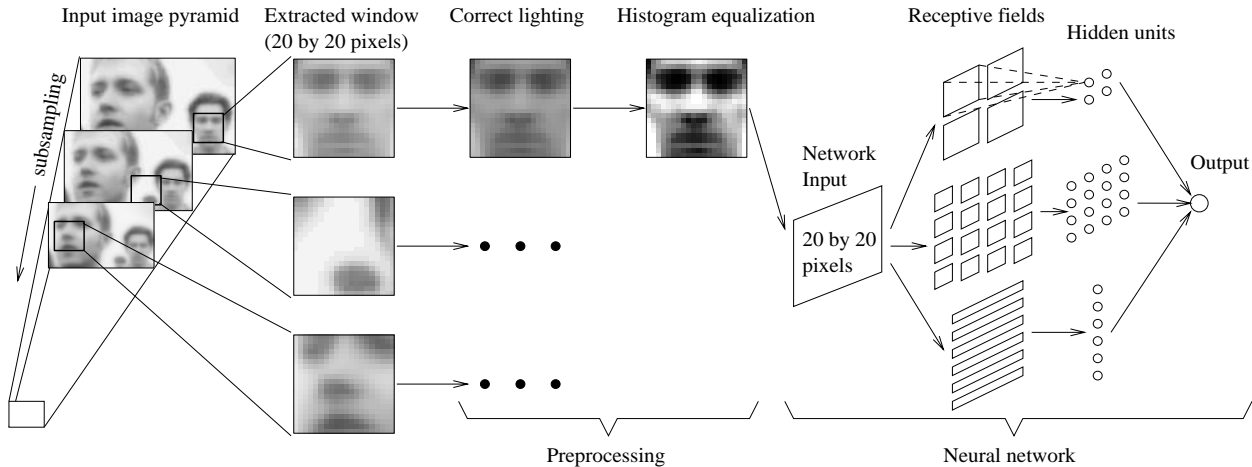 Input image pyramid
Extracted window
(20 by 20 pixels)
Correct lighting
Histogram equalization
Receptive fields
Hidden units
subsampling
Network
Input
Output
20 by 20
pixels
Preprocessing
Neural network